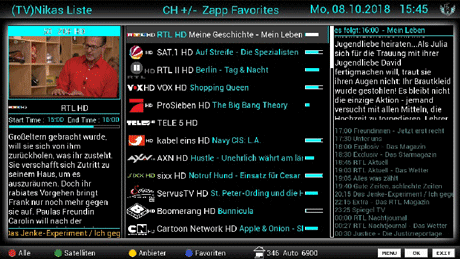 (TV)Nikas Liste
CH +/- Zapp Favorites
Mo, 08.10.2018 15:45
RTL HD
Start Time : 15:00 End Time : 16:00
Großeltern gebracht wurde,
will sie sich von ihm
zurückholen, was ihr zusteht.
Sie verschafft sich Zutritt zu
seinem Haus, um es
auszuräumen. Doch ihr
rabiates Vorgehen bringt
Frank nur noch mehr gegen
sie auf. Paulas Freundin
Carolin will nach der
Das Jenke-Experiment / Ich geg
RTL HD Meine Geschichte - Mein Leben
SAT.1 HD Auf Streife - Die Spezialisten
RTL II HD Berlin - Tag & Nacht
VOX HD Shopping Queen
ProSieben HD The Big Bang Theory
TELE 5 HD
kabel eins HD Navy CIS: L.A.
AXN HD Hustle - Unehrlich währt am län
sixx HD Notruf Hund - Einsatz für Cesar
ServusTV HD St. Peter-Ording und die H
Boomerang HD Bunnicula
Cartoon Network HD Apple & Onion - S
es folgt: 16:00 - Mein Leben
Jugendliebe heiraten...Als Julia
sich für die Trauung mit ihrer
Jugendliebe David
fertigmachen will, traut sie
ihren Augen nicht: Ihr Brautkleid
wurde gestohlen! Es bleibt nicht
die einzige Aktion - jemand
versucht mit allen Mitteln, die
Hochzeit zu torpedieren. Lehrer
17:00 Freundinnen - Jetzt erst recht
17:30 Unter uns
18:00 Explosiv - Das Magazin
18:30 Exclusiv - Das Starmagazin
18:45 RTL Aktuell
19:03 RTL Aktuell - Das Wetter
19:05 Alles was zählt
19:40 Gute Zeiten, schlechte Zeiten
20:15 Das Jenke-Experiment / Ich gege
22:15 Extra - Das RTL Magazin
23:25 Spiegel TV
00:00 RTL Nachtjournal
00:27 RTL Nachtjournal - Das Wetter
00:30 Justice - Die Justizreportage
Alle
Satelliten
Anbieter
Favoriten
346 Auto 6900
MENU
OK
EXIT